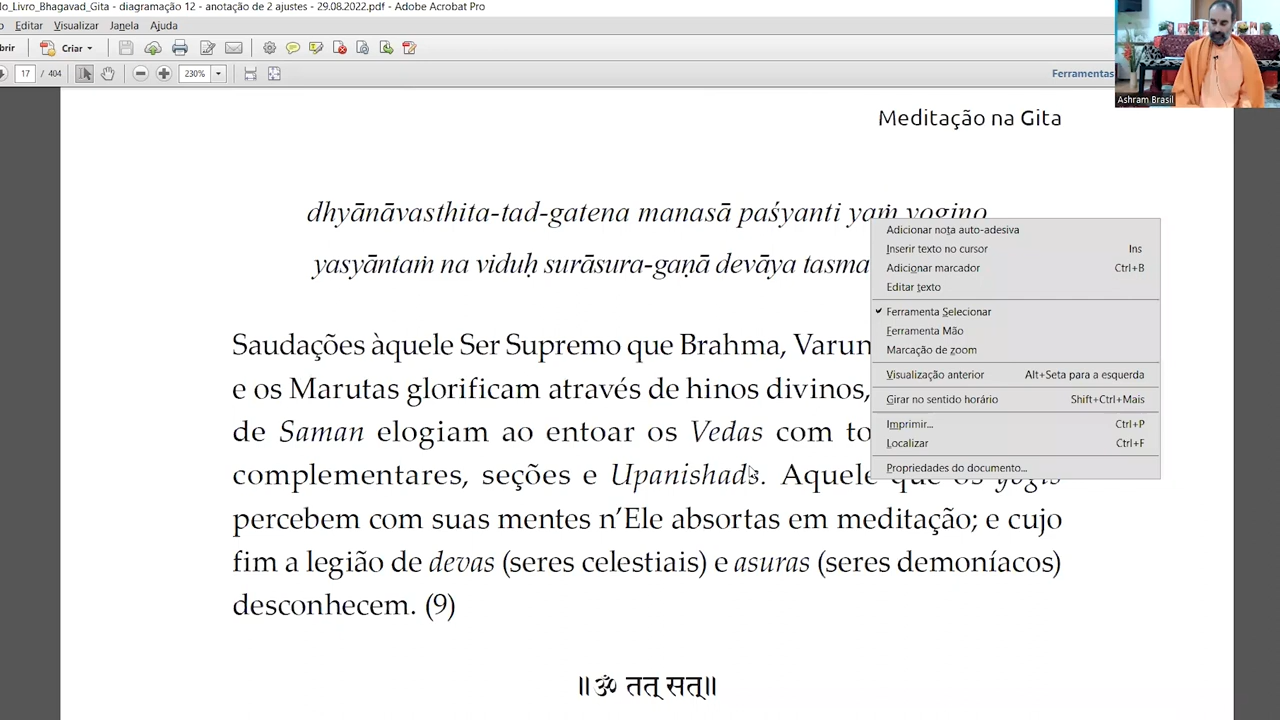 lo_Livro_Bhagavad_Gita - diagramação 12 - anotação de 2 ajustes - 29.08.2022.pdf - Adobe Acrobat Pro
Editar Visualizar Janela Ajuda
Criar
17 / 404 230% Ferramentas
Ashram Brasil
Meditação na Gita
dhyānāvasthita-tad-gatena manasā paśyanti yaṁ yogino
yasyāntaṁ na viduḥ surāsura-gaṇā devāya tasma
Adicionar nota auto-adesiva
Inserir texto no cursor Ins
Adicionar marcador Ctrl+B
Editar texto
Ferramenta Selecionar
Ferramenta Mão
Marcação de zoom
Visualização anterior Alt+Seta para a esquerda
Girar no sentido horário Shift+Ctrl+Mais
Imprimir... Ctrl+P
Localizar Ctrl+F
Propriedades do documento...
Saudações àquele Ser Supremo que Brahma, Varun
e os Marutas glorificam através de hinos divinos,
de Saman elogiam ao entoar os Vedas com to
complementares, seções e Upanishads. Aquele que os yogis
percebem com suas mentes n’Ele absortas em meditação; e cujo
fim a legião de devas (seres celestiais) e asuras (seres demoníacos)
desconhecem. (9)
॥ॐ तत् सत्॥